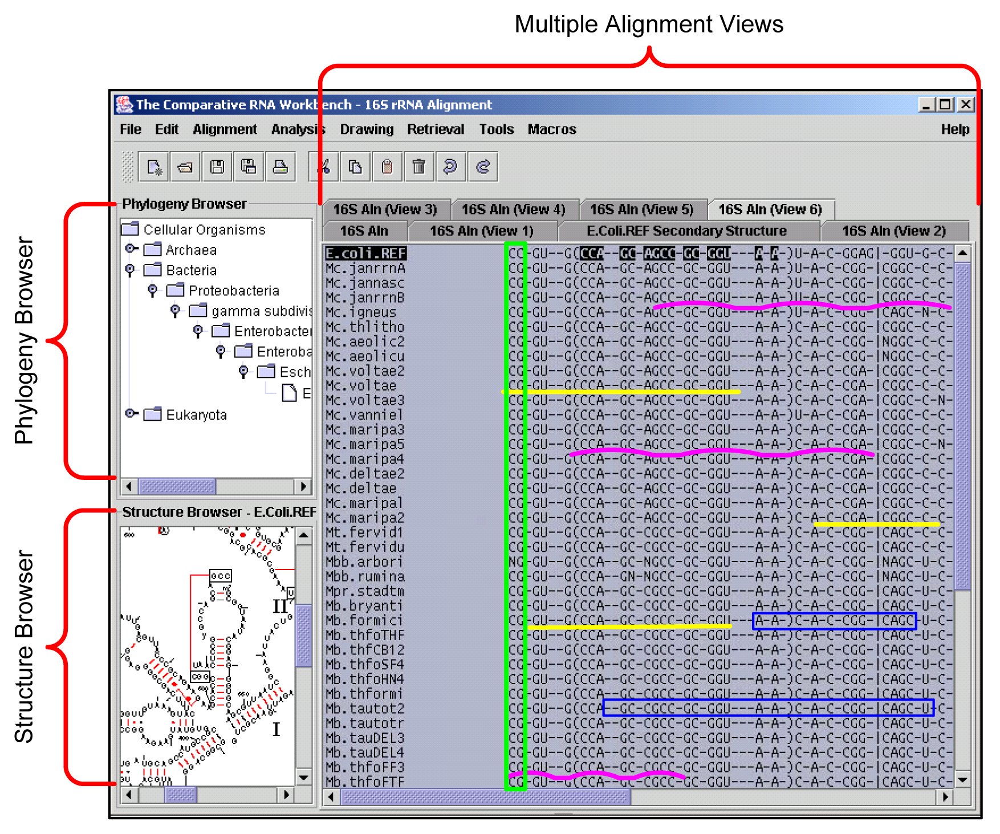 Multiple Alignment Views
The Comparative RNA Workbench - 16S rRNA Alignment
File Edit Alignment Analysis Drawing Retrieval Tools Macros Help
Phylogeny Browser
Phylogeny Browser
Cellular Organisms
Archaea
Bacteria
Proteobacteria
gamma subdivis
Enterobacter
Enteroba
Esch
E
Eukaryota
Structure Browser
Structure Browser - E.Coli.REF
II
I
16S Aln (View 3) 16S Aln (View 4) 16S Aln (View 5) 16S Aln (View 6)
16S Aln 16S Aln (View 1) E.Coli.REF Secondary Structure 16S Aln (View 2)
E.coli.REF CC-GU--G(CCA--GC-AGCC-GC-GGU---A-A-)U-A-C-GGAG|-GGU-G-C-
Mc.janrrnA CG-GU--G(CCA--GC-AGCC-GC-GGU---A-A-)U-A-C-CGG-|CGGC-C-C-
Mc.jannasc CG-GU--G(CCA--GC-AGCC-GC-GGU---A-A-)U-A-C-CGG-|CGGC-C-C-
Mc.janrrnB CG-GU--G(CCA--GC-AGCC-GC-GGU---A-A-)U-A-C-CGG-|CGGC-C-C-
Mc.igneus CG-GU--G(CCA--GC-AGCC-GC-GGU---A-A-)U-A-C-CGG-|CAGC-N-C-
Mc.thlitho CG-GU--G(CCA--GC-AGCC-GC-GGU---A-A-)C-A-C-CGG-|CGGC-C-C-
Mc.aeolic2 CG-GU--G(CCA--GC-AGCC-GC-GGU---A-A-)C-A-C-CGG-|NGGC-C-C-
Mc.aeolicu CG-GU--G(CCA--GC-AGCC-GC-GGU---A-A-)C-A-C-CGG-|NGGC-C-C-
Mc.voltae2 CG-GU--G(CCA--GC-AGCC-GC-GGU---A-A-)C-A-C-CGA-|CGGC-C-C-
Mc.voltae CG-GU--G(CCA--GC-AGCC-GC-GGU---A-A-)C-A-C-CGA-|CGGC-C-C-
Mc.voltae3 CG-GU--G(CCA--GC-AGCC-GC-GGU---A-A-)C-A-C-CGA-|CGGC-C-N-
Mc.vanniel CG-GU--G(CCA--GC-AGCC-GC-GGU---A-A-)U-A-C-CGA-|CGGC-C-C-
Mc.maripa3 CG-GU--G(CCA--GC-AGCC-GC-GGU---A-A-)C-A-C-CGA-|CGGC-C-C-
Mc.maripa5 CG-GU--G(CCA--GC-AGCC-GC-GGU---A-A-)C-A-C-CGA-|CGGC-C-N-
Mc.maripa4 CG-GU--G(CCA--GC-AGCC-GC-GGU---A-A-)C-A-C-CGA-|CGGC-C-C-
Mc.deltae2 CG-GU--G(CCA--GC-AGCC-GC-GGU---A-A-)C-A-C-CGA-|CGGC-C-C-
Mc.deltae CG-GU--G(CCA--GC-AGCC-GC-GGU---A-A-)C-A-C-CGA-|CGGC-C-C-
Mc.maripal CG-GU--G(CCA--GC-AGCC-GC-GGU---A-A-)C-A-C-CGA-|CGGC-C-C-
Mc.maripa2 CG-GU--G(CCA--GC-AGCC-GC-GGU---A-A-)C-A-C-CGA-|CGGC-C-C-
Mt.fervid1 CG-GU--G(CCA--GC-CGCC-GC-GGU---A-A-)C-A-C-CGG-|CAGC-C-C-
Mt.fervidu CG-GU--G(CCA--GC-CGCC-GC-GGU---A-A-)C-A-C-CGG-|CAGC-C-C-
Mbb.arbori NG-GU--G(CCA--GC-NGCC-GC-GGU---A-A-)C-A-C-CGG-|NAGC-U-C-
Mbb.rumina CG-GU--G(CCA--GN-NGCC-GC-GGU---A-A-)C-A-C-CGG-|NAGC-U-C-
Mpr.stadtm CG-GU--G(CCA--GC-CGCC-GC-GGU---A-A-)C-A-C-CGG-|CAGC-U-C-
Mb.bryanti CG-GU--G(CCA--GC-CGCC-GC-GGU---A-A-)C-A-C-CGG-|CAGC-U-C-
Mb.formici CG-GU--G(CCA--GC-CGCC-GC-GGU---A-A-)C-A-C-CGG-|CAGC-U-C-
Mb.thfoTHF CG-GU--G(CCA--GC-CGCC-GC-GGU---A-A-)C-A-C-CGG-|CAGC-U-C-
Mb.thfCB12 CG-GU--G(CCA--GC-CGCC-GC-GGU---A-A-)C-A-C-CGG-|CAGC-U-C-
Mb.thfoSF4 CG-GU--G(CCA--GC-CGCC-GC-GGU---A-A-)C-A-C-CGG-|CAGC-U-C-
Mb.thfoHN4 CG-GU--G(CCA--GC-CGCC-GC-GGU---A-A-)C-A-C-CGG-|CAGC-U-C-
Mb.thformi CG-GU--G(CCA--GC-CGCC-GC-GGU---A-A-)C-A-C-CGG-|CAGC-U-C-
Mb.tautot2 CG-GU--G(CCA--GC-CGCC-GC-GGU---A-A-)C-A-C-CGG-|CAGC-U-C-
Mb.tautotr CG-GU--G(CCA--GC-CGCC-GC-GGU---A-A-)C-A-C-CGG-|CAGC-U-C-
Mb.tauDEL3 CG-GU--G(CCA--GC-CGCC-GC-GGU---A-A-)C-A-C-CGG-|CAGC-U-C-
Mb.tauDEL4 CG-GU--G(CCA--GC-CGCC-GC-GGU---A-A-)C-A-C-CGG-|CAGC-U-C-
Mb.thfoFF3 CG-GU--G(CCA--GC-CGCC-GC-GGU---A-A-)C-A-C-CGG-|CAGC-U-C-
Mb.thfoFTF CG-GU--G(CCA--GC-CGCC-GC-GGU---A-A-)C-A-C-CGG-|CAGC-U-C-